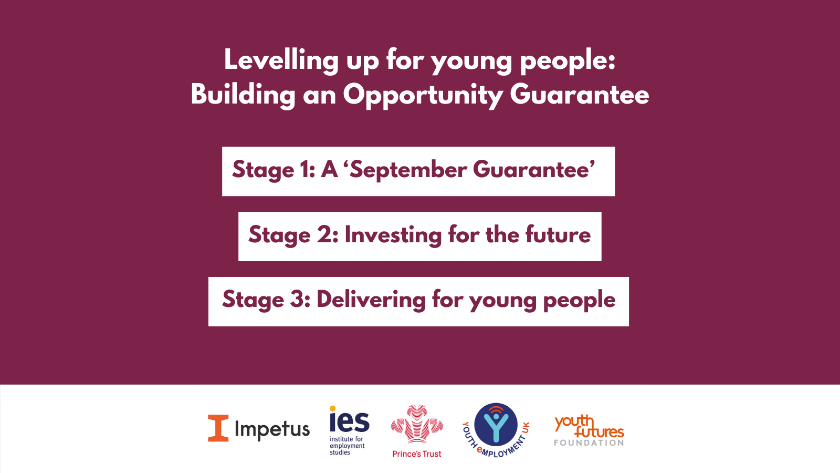 Levelling up for young people:
Building an Opportunity Guarantee
Stage 1: A ‘September Guarantee’
Stage 2: Investing for the future
Stage 3: Delivering for young people
Impetus
ies
institute for
employment
studies
Prince's Trust
YOUTH eMPLOYMENT UK
youth
futures
FOUNDATION